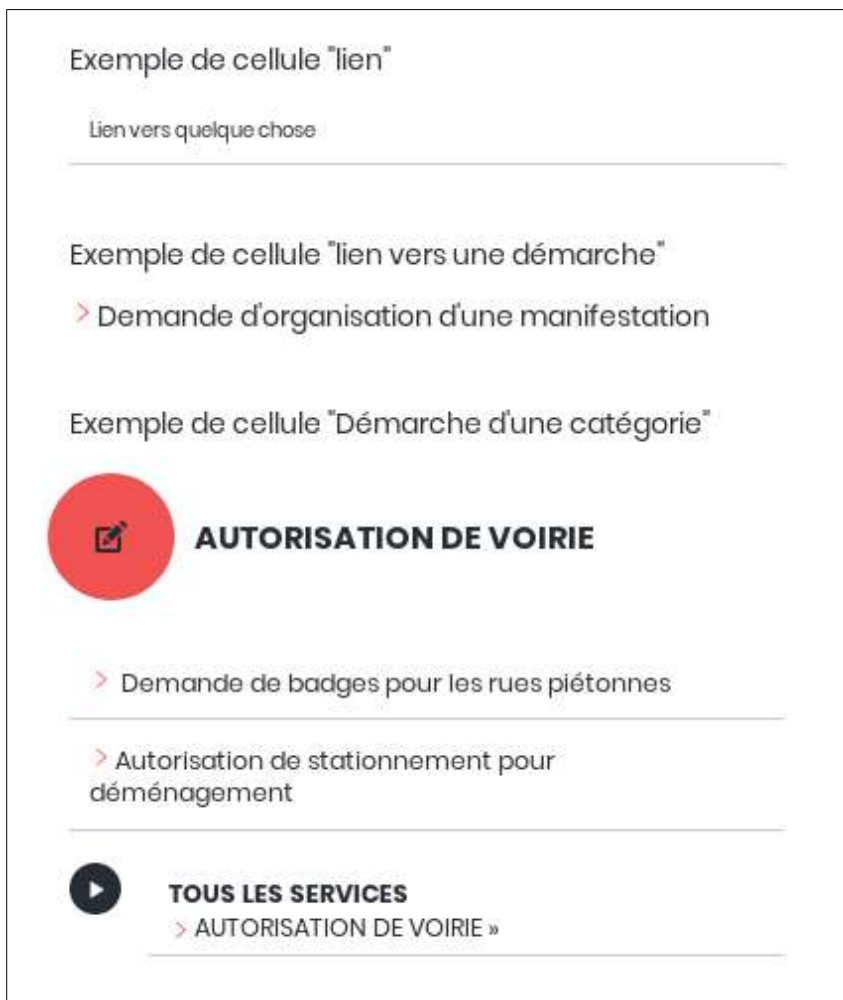 Exemple de cellule "lien"
Lien vers quelque chose
Exemple de cellule "lien vers une démarche"
> Demande d'organisation d'une manifestation
Exemple de cellule "Démarche d'une catégorie"
AUTORISATION DE VOIRIE
> Demande de badges pour les rues piétonnes
> Autorisation de stationnement pour
déménagement
TOUS LES SERVICES
> AUTORISATION DE VOIRIE »